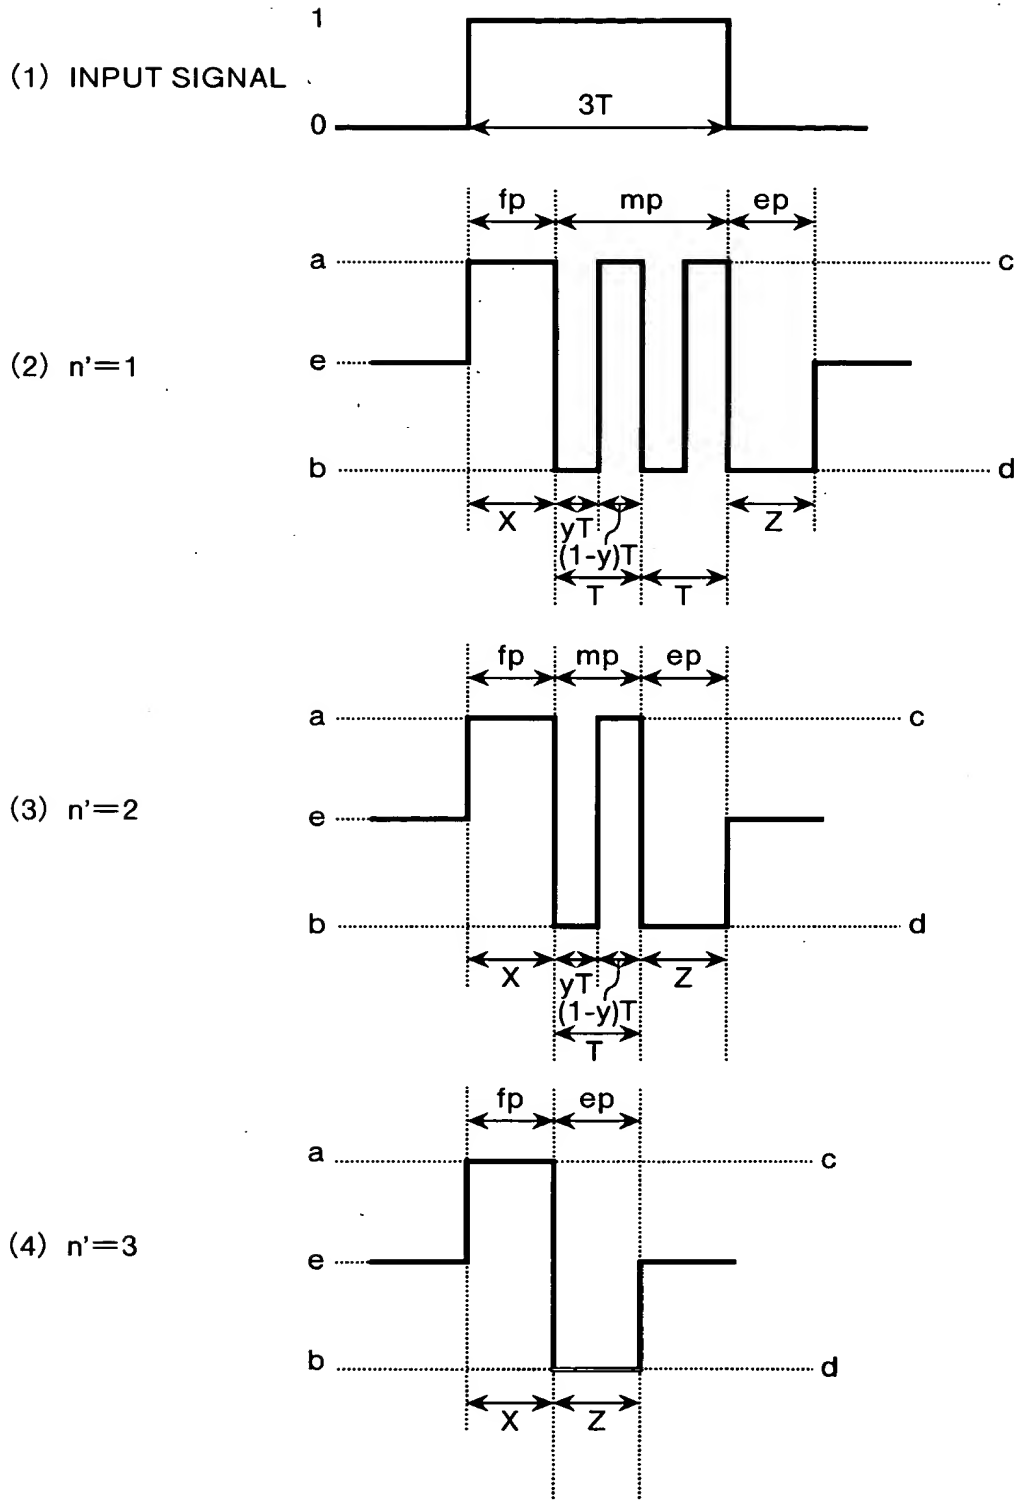 1
(1) INPUT SIGNAL
3T
0
fp mp ep
a c
(2) n'=1
e
b d
X yT Z
(1-y)T
T T
fp mp ep
a c
(3) n'=2
e
b d
X yT Z
(1-y)T
T
fp ep
a c
(4) n'=3
e
b d
X Z